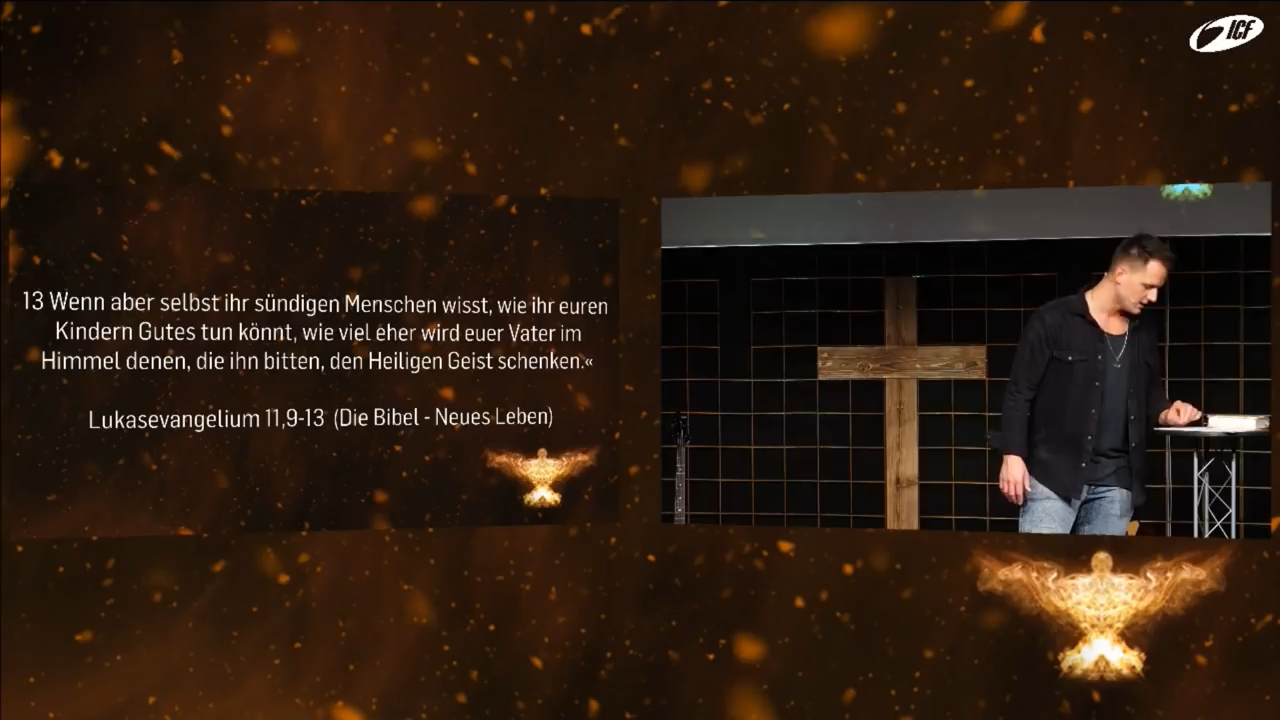 ICF
13 Wenn aber selbst ihr sündigen Menschen wisst, wie ihr euren
Kindern Gutes tun könnt, wie viel eher wird euer Vater im
Himmel denen, die ihn bitten, den Heiligen Geist schenken.«
Lukasevangelium 11,9-13 (Die Bibel - Neues Leben)